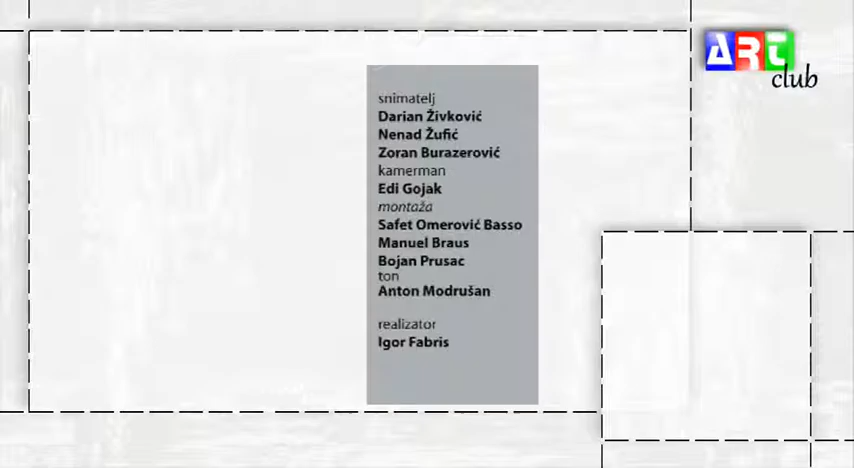 ART
club
snimatelj
Darian Živković
Nenad Žufić
Zoran Burazerović
kamerman
Edi Gojak
montaža
Safet Omerović Basso
Manuel Braus
Bojan Prusac
ton
Anton Modrušan
realizator
Igor Fabris